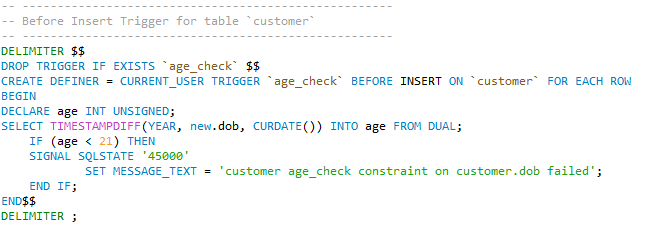 -- -----------------------------------------------------
-- Before Insert Trigger for table `customer`
-- -----------------------------------------------------
DELIMITER $$
DROP TRIGGER IF EXISTS `age_check` $$
CREATE DEFINER = CURRENT_USER TRIGGER `age_check` BEFORE INSERT ON `customer` FOR EACH ROW
BEGIN
DECLARE age INT UNSIGNED;
SELECT TIMESTAMPDIFF(YEAR, new.dob, CURDATE()) INTO age FROM DUAL;
    IF (age < 21) THEN
    SIGNAL SQLSTATE '45000'
            SET MESSAGE_TEXT = 'customer age_check constraint on customer.dob failed';
    END IF;
END$$
DELIMITER ;